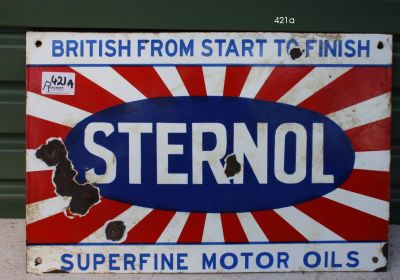 421a
BRITISH FROM START TO FINISH
421A
STERNOL
SUPERFINE MOTOR OILS